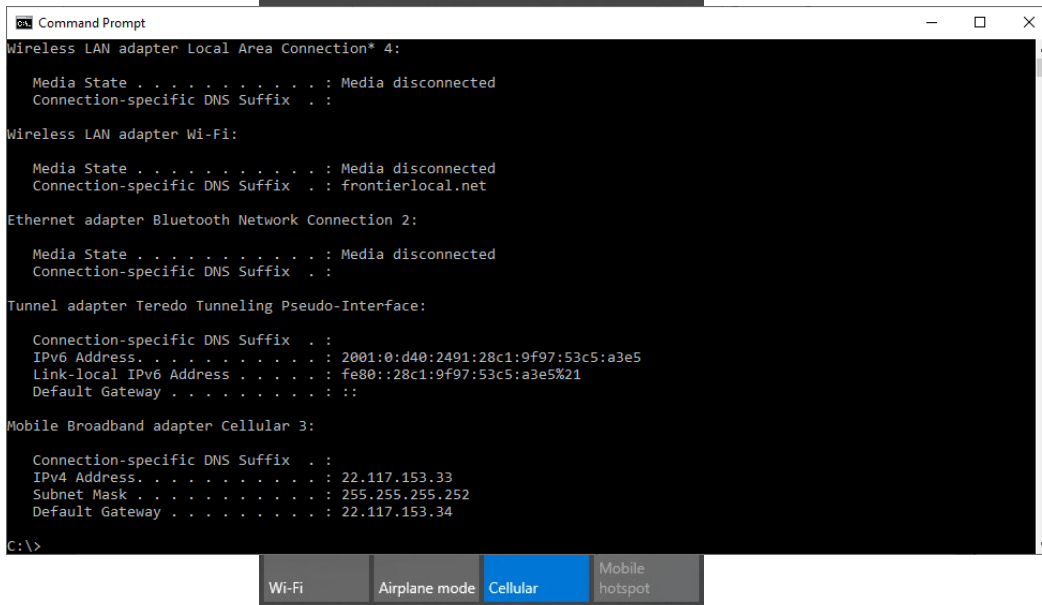 Command Prompt
Wireless LAN adapter Local Area Connection* 4:
Media State . . . . . . . . . . . : Media disconnected
Connection-specific DNS Suffix  . :
Wireless LAN adapter Wi-Fi:
Media State . . . . . . . . . . . : Media disconnected
Connection-specific DNS Suffix  . : frontierlocal.net
Ethernet adapter Bluetooth Network Connection 2:
Media State . . . . . . . . . . . : Media disconnected
Connection-specific DNS Suffix  . :
Tunnel adapter Teredo Tunneling Pseudo-Interface:
Connection-specific DNS Suffix  . :
IPv6 Address. . . . . . . . . . . : 2001:0:d40:2491:28c1:9f97:53c5:a3e5
Link-local IPv6 Address . . . . . : fe80::28c1:9f97:53c5:a3e5%21
Default Gateway . . . . . . . . . : ::
Mobile Broadband adapter Cellular 3:
Connection-specific DNS Suffix  . :
IPv4 Address. . . . . . . . . . . : 22.117.153.33
Subnet Mask . . . . . . . . . . . : 255.255.255.252
Default Gateway . . . . . . . . . : 22.117.153.34
C:\>
Wi-Fi
Airplane mode
Cellular
Mobile
hotspot